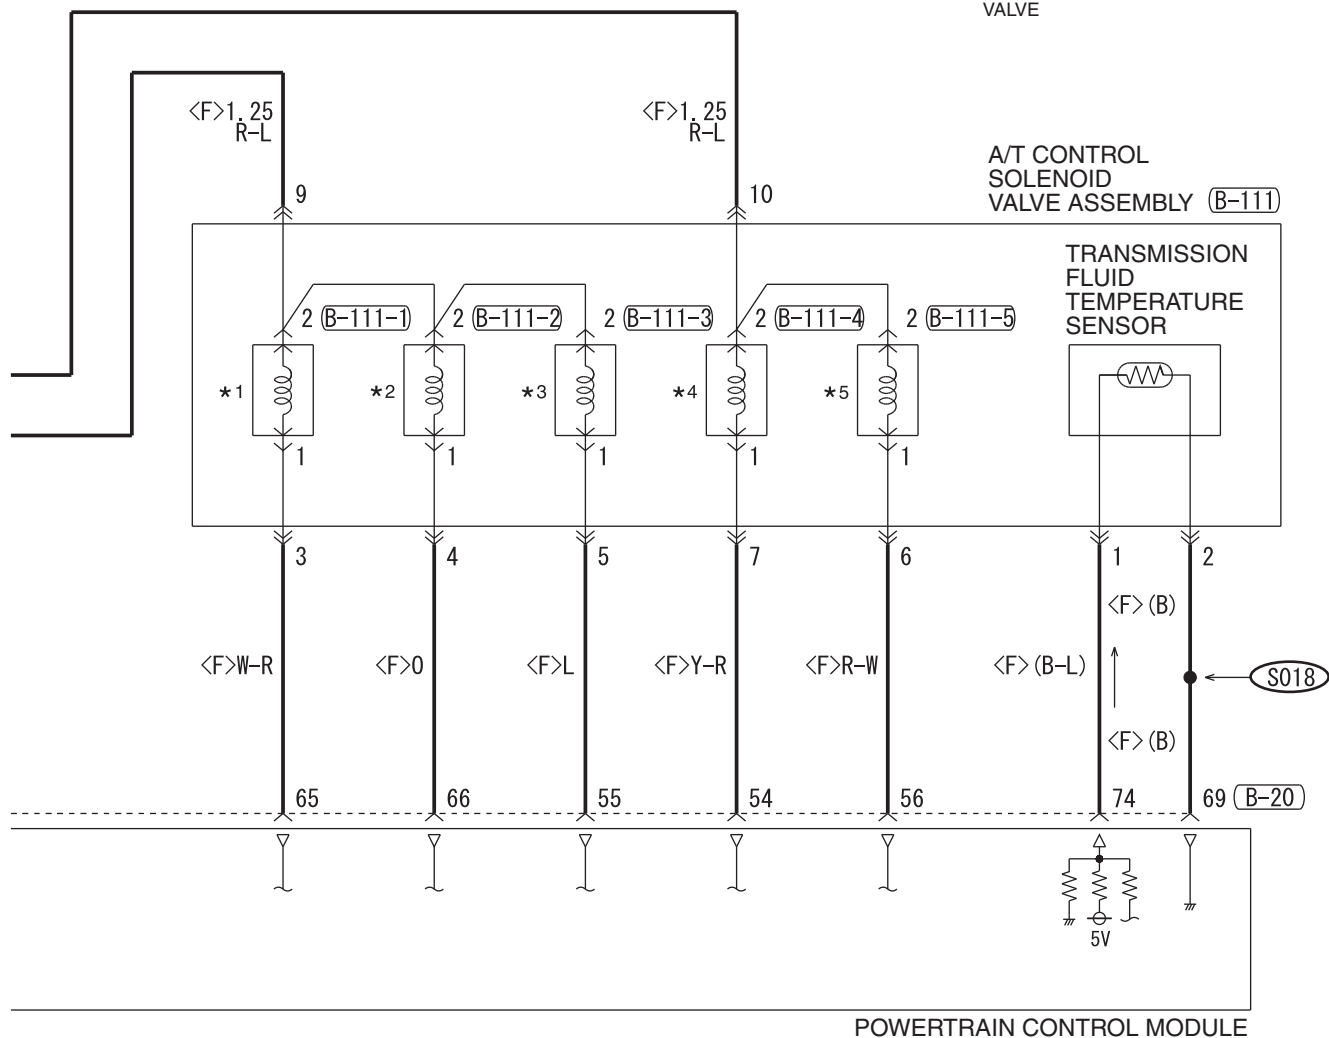 VALVE
<F>1.25
R-L
<F>1.25
R-L
A/T CONTROL
SOLENOID
VALVE ASSEMBLY B-111
9
10
TRANSMISSION
FLUID
TEMPERATURE
SENSOR
2 B-111-1 2 B-111-2 2 B-111-3 2 B-111-4 2 B-111-5
*1 *2 *3 *4 *5
1 1 1 1 1
3 4 5 7 6 1 2
<F>(B)
<F>W-R <F>O <F>L <F>Y-R <F>R-W <F>(B-L)
S018
<F>(B)
65 66 55 54 56 74 69 B-20
5V
POWERTRAIN CONTROL MODULE